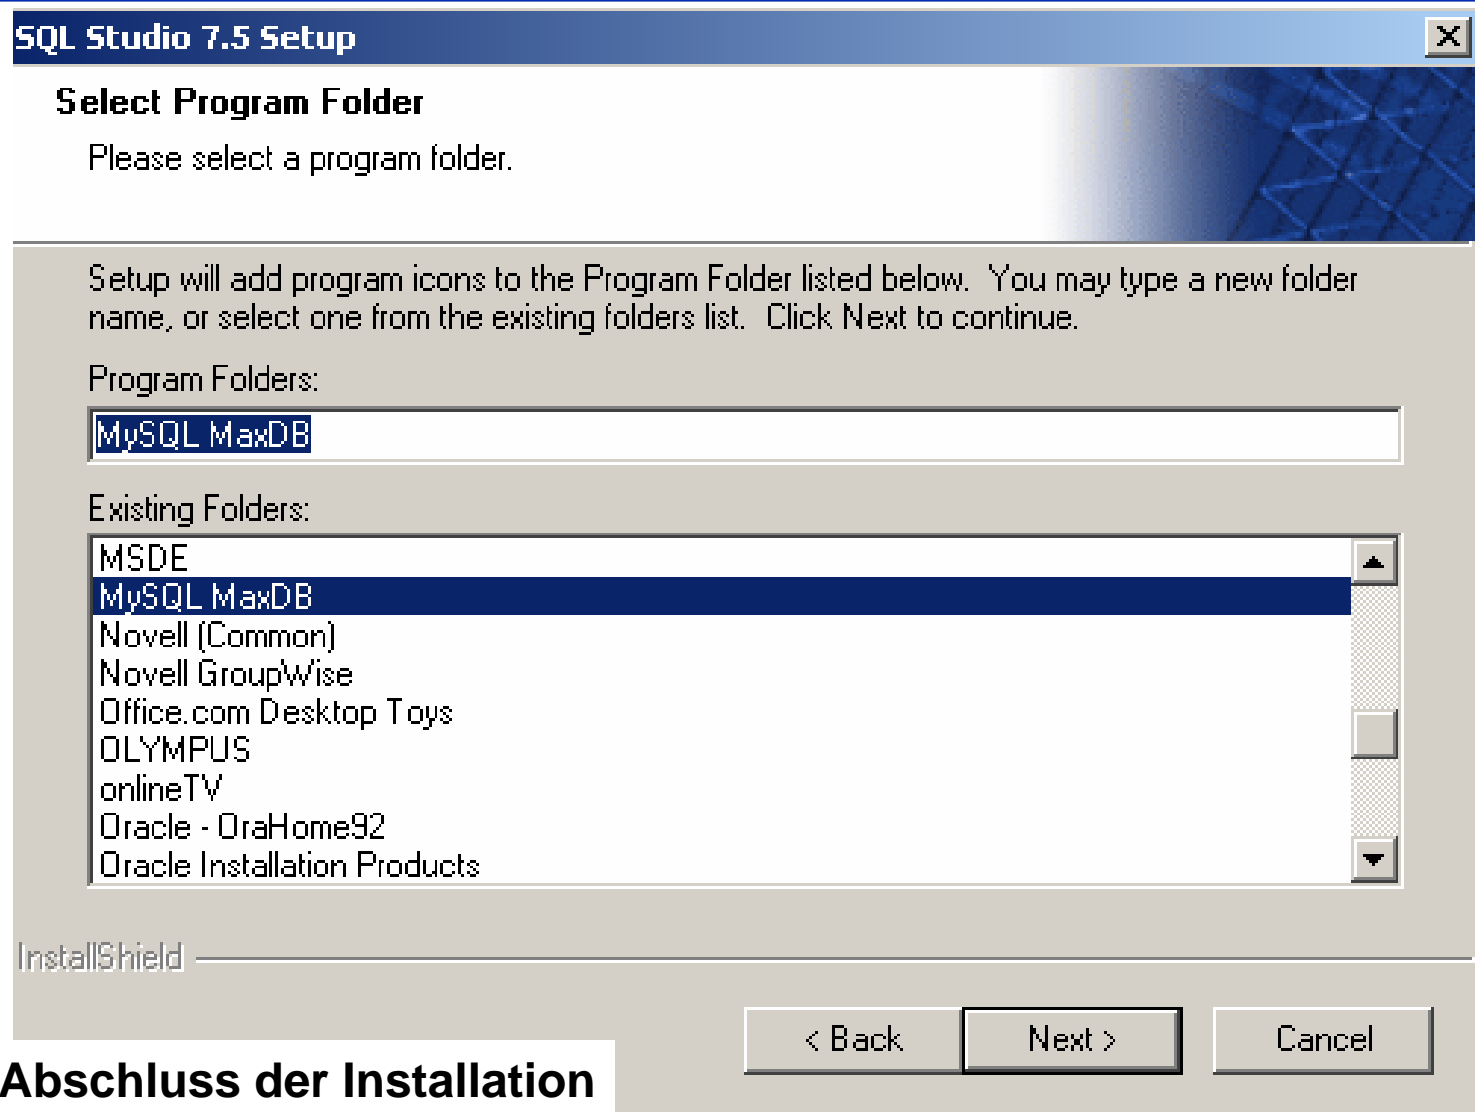 SQL Studio 7.5 Setup
Select Program Folder
Please select a program folder.
Setup will add program icons to the Program Folder listed below. You may type a new folder
name, or select one from the existing folders list. Click Next to continue.
Program Folders:
MySQL MaxDB
Existing Folders:
MSDE
MySQL MaxDB
Novell (Common)
Novell GroupWise
Office.com Desktop Toys
OLYMPUS
onlineTV
Oracle - OraHome92
Oracle Installation Products
InstallShield
< Back
Next >
Cancel
Abschluss der Installation